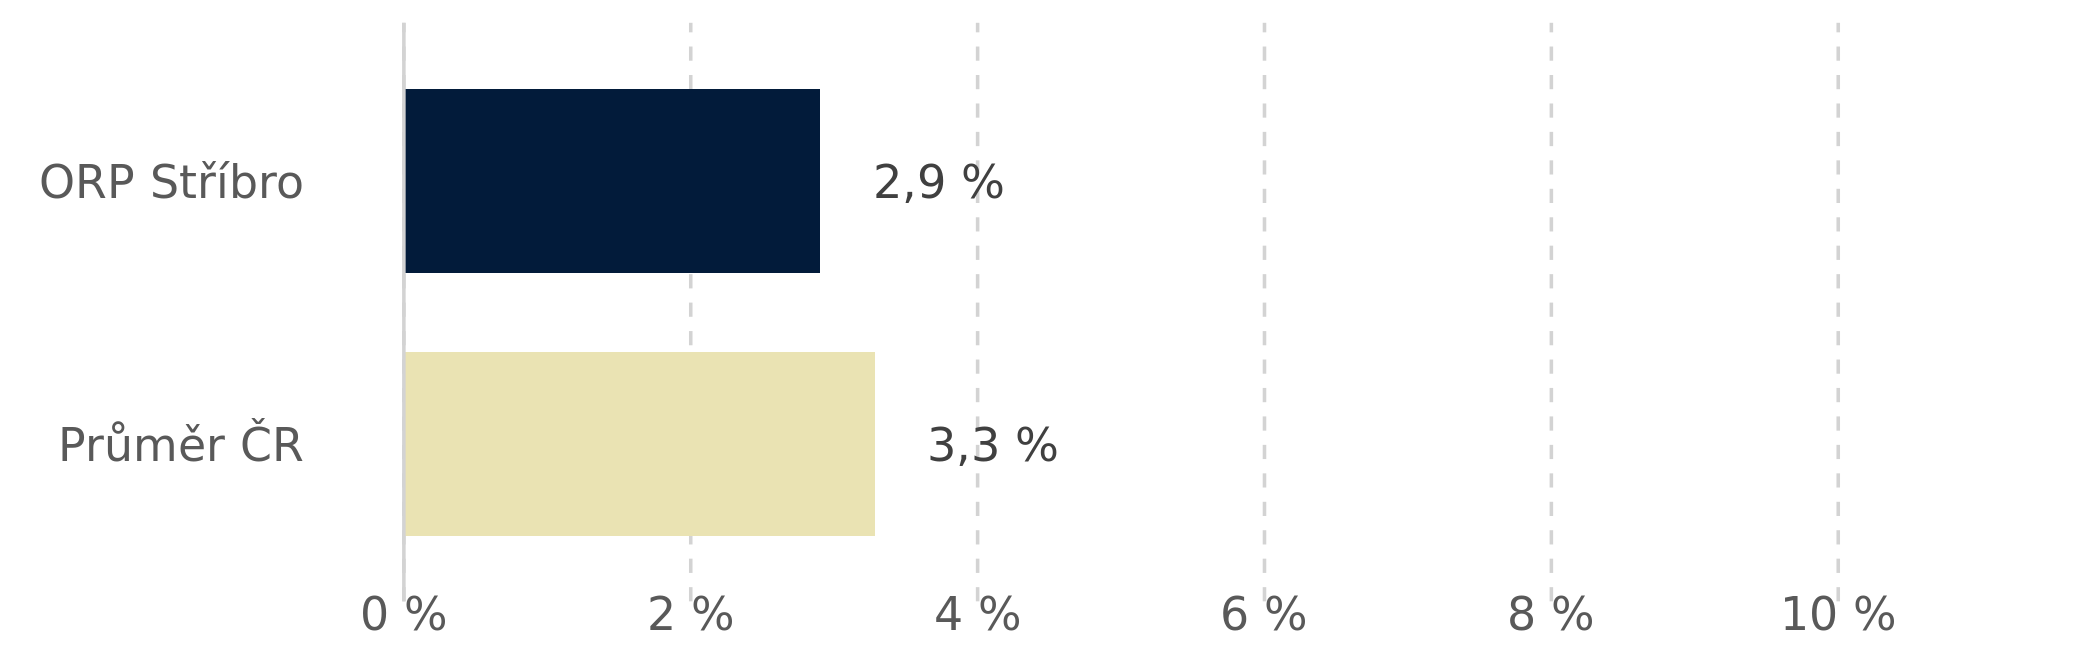 ORP Stříbro
2,9 %
Průměr ČR
3,3 %
0 % 2 % 4 % 6 % 8 % 10 %